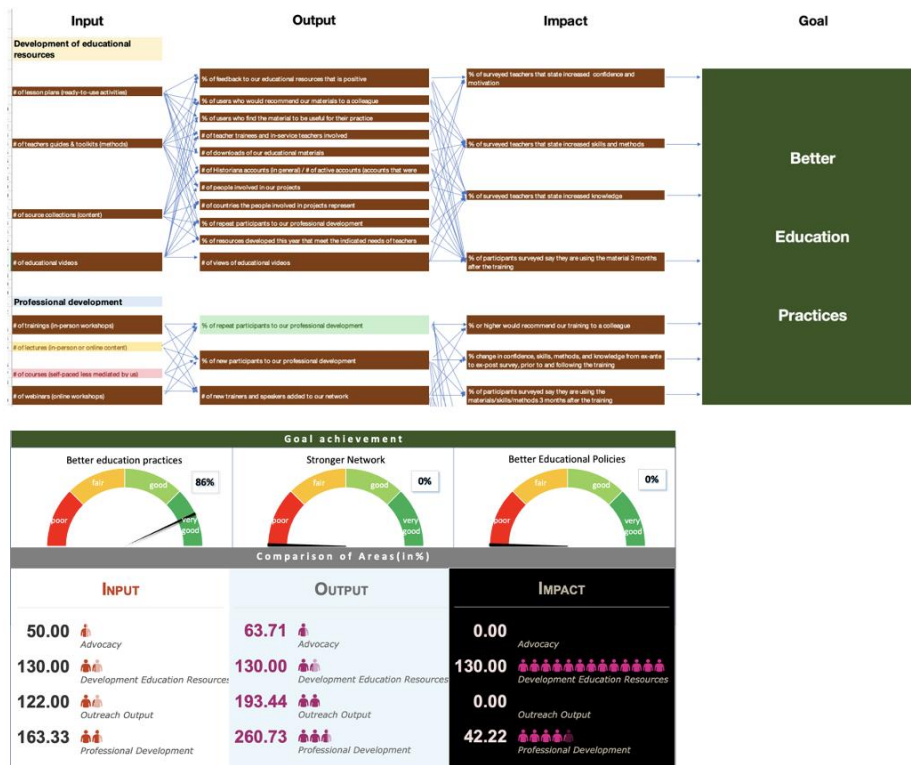 Input
Output
Impact
Goal
Development of educational
resources
# of lesson plans (ready-to-use activities)
# of teachers guides & toolkits (methods)
# of source collections (content)
# of educational videos
% of feedback to our educational resources that is positive
% of users who would recommend our materials to a colleague
% of users who find the material to be useful for their practice
# of teacher trainees and in-service teachers involved
# of downloads of our educational materials
# of Historiana accounts (in general) / # of active accounts (accounts that were
# of people involved in our projects
# of countries the people involved in projects represent
% of repeat participants to our professional development
% of resources developed this year that meet the indicated needs of teachers
# of views of educational videos
% of surveyed teachers that state increased confidence and
motivation
% of surveyed teachers that state increased skills and methods
% of surveyed teachers that state increased knowledge
% of participants surveyed say they are using the material 3 months
after the training
Better
Education
Practices
Professional development
# of trainings (in-person workshops)
# of lectures (in-person or online content)
# of courses (self-paced less mediated by us)
# of webinars (online workshops)
% of repeat participants to our professional development
% of new participants to our professional development
# of new trainers and speakers added to our network
% or higher would recommend our training to a colleague
% change in confidence, skills, methods, and knowledge from ex-ante
to ex-post survey, prior to and following the training
% of participants surveyed say they are using the
materials/skills/methods 3 months after the training
Goal achievement
Better education practices
86%
poor
fair
good
very
good
Stronger Network
0%
poor
fair
good
very
good
Better Educational Policies
0%
poor
fair
good
very
good
Comparison of Areas(in%)
INPUT
50.00
Advocacy
130.00
Development Education Resources
122.00
Outreach Output
163.33
Professional Development
OUTPUT
63.71
Advocacy
130.00
Development Education Resources
193.44
Outreach Output
260.73
Professional Development
IMPACT
0.00
Advocacy
130.00
Development Education Resources
0.00
Outreach Output
42.22
Professional Development